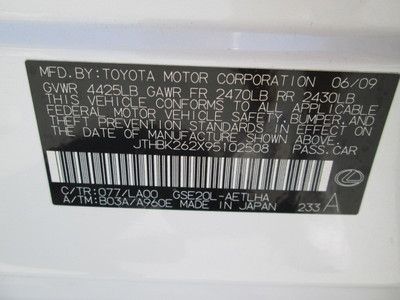 MFD. BY: TOYOTA MOTOR CORPORATION 06/09
GVWR 4425LB GAWR FR 2470LB RR 2430LB
THIS VEHICLE CONFORMS TO ALL APPLICABLE
FEDERAL MOTOR VEHICLE SAFETY, BUMPER, AND
THEFT PREVENTION STANDARDS IN EFFECT ON
THE DATE OF MANUFACTURE SHOWN ABOVE.
JTHBK262X95102508 PASS.CAR
C/TR: 077/LA00 GSE20L-AETLHA
A/TM: B03A/A960E MADE IN JAPAN 233 A